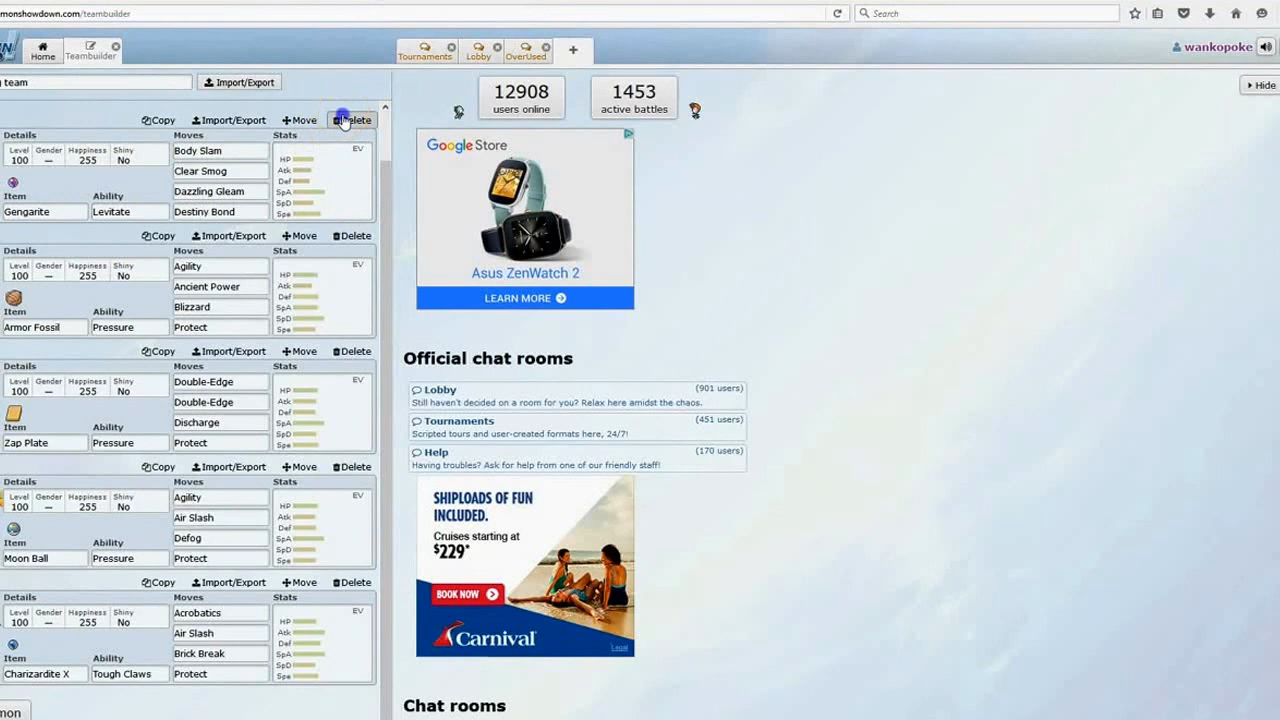 monshowdown.com/teambuilder
Search
Home
Teambuilder
Tournaments
Lobby
OverUsed
+
wankopoke
team
Import/Export
12908
users online
1453
active battles
Hide
Copy Import/Export Move Delete
Details Moves Stats
Level Gender Happiness Shiny
100 — 255 No
Body Slam
Clear Smog
Dazzling Gleam
Destiny Bond
EV
HP
Atk
Def
SpA
SpD
Spe
Item Ability
Gengarite Levitate
Copy Import/Export Move Delete
Details Moves Stats
Level Gender Happiness Shiny
100 — 255 No
Agility
Ancient Power
Blizzard
Protect
EV
HP
Atk
Def
SpA
SpD
Spe
Item Ability
Armor Fossil Pressure
Copy Import/Export Move Delete
Details Moves Stats
Level Gender Happiness Shiny
100 — 255 No
Double-Edge
Double-Edge
Discharge
Protect
EV
HP
Atk
Def
SpA
SpD
Spe
Item Ability
Zap Plate Pressure
Copy Import/Export Move Delete
Details Moves Stats
Level Gender Happiness Shiny
100 — 255 No
Agility
Air Slash
Defog
Protect
EV
HP
Atk
Def
SpA
SpD
Spe
Item Ability
Moon Ball Pressure
Copy Import/Export Move Delete
Details Moves Stats
Level Gender Happiness Shiny
100 — 255 No
Acrobatics
Air Slash
Brick Break
Protect
EV
HP
Atk
Def
SpA
SpD
Spe
Item Ability
Charizardite X Tough Claws
mon
Google Store
Asus ZenWatch 2
LEARN MORE
Official chat rooms
Lobby (901 users)
Still haven't decided on a room for you? Relax here amidst the chaos.
Tournaments (451 users)
Scripted tours and user-created formats here, 24/7!
Help (170 users)
Having troubles? Ask for help from one of our friendly staff!
SHIPLOADS OF FUN
INCLUDED.
Cruises starting at
$229*
BOOK NOW
Carnival
Legal
Chat rooms